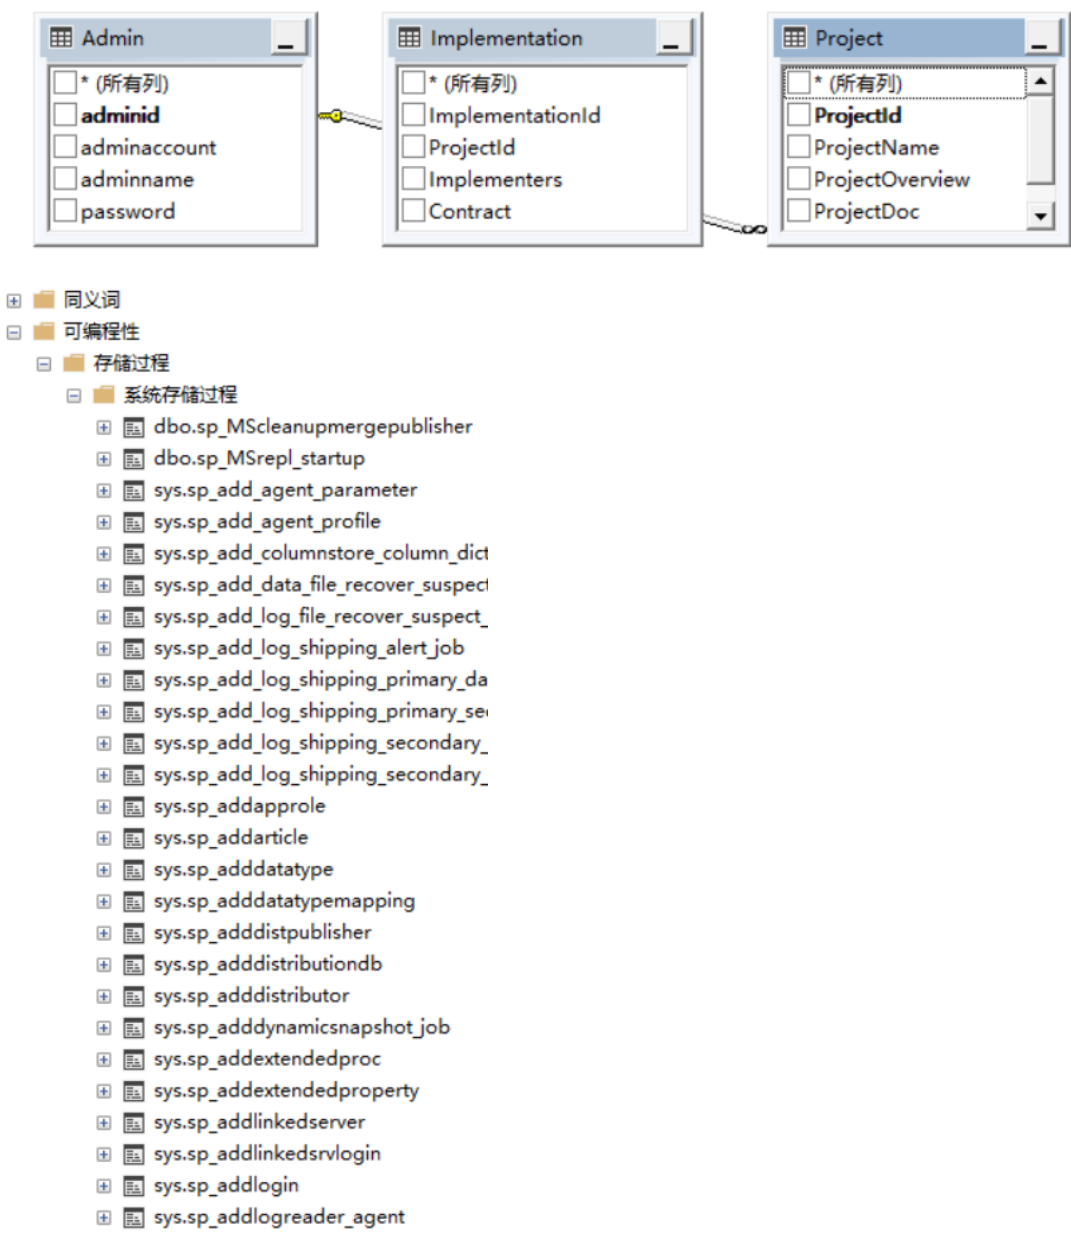 Admin
* (所有列)
adminid
adminaccount
adminname
password
Implementation
* (所有列)
ImplementationId
ProjectId
Implementers
Contract
Project
* (所有列)
ProjectId
ProjectName
ProjectOverview
ProjectDoc
同义词
可编程性
存储过程
系统存储过程
dbo.sp_MScleanupmergepublisher
dbo.sp_MSrepl_startup
sys.sp_add_agent_parameter
sys.sp_add_agent_profile
sys.sp_add_columnstore_column_dict
sys.sp_add_data_file_recover_suspect
sys.sp_add_log_file_recover_suspect_
sys.sp_add_log_shipping_alert_job
sys.sp_add_log_shipping_primary_da
sys.sp_add_log_shipping_primary_se
sys.sp_add_log_shipping_secondary_
sys.sp_add_log_shipping_secondary_
sys.sp_addapprole
sys.sp_addarticle
sys.sp_adddatatype
sys.sp_adddatatypemapping
sys.sp_adddistpublisher
sys.sp_adddistributiondb
sys.sp_adddistributor
sys.sp_adddynamicsnapshot_job
sys.sp_addextendedproc
sys.sp_addextendedproperty
sys.sp_addlinkedserver
sys.sp_addlinkedsrvlogin
sys.sp_addlogin
sys.sp_addlogreader_agent